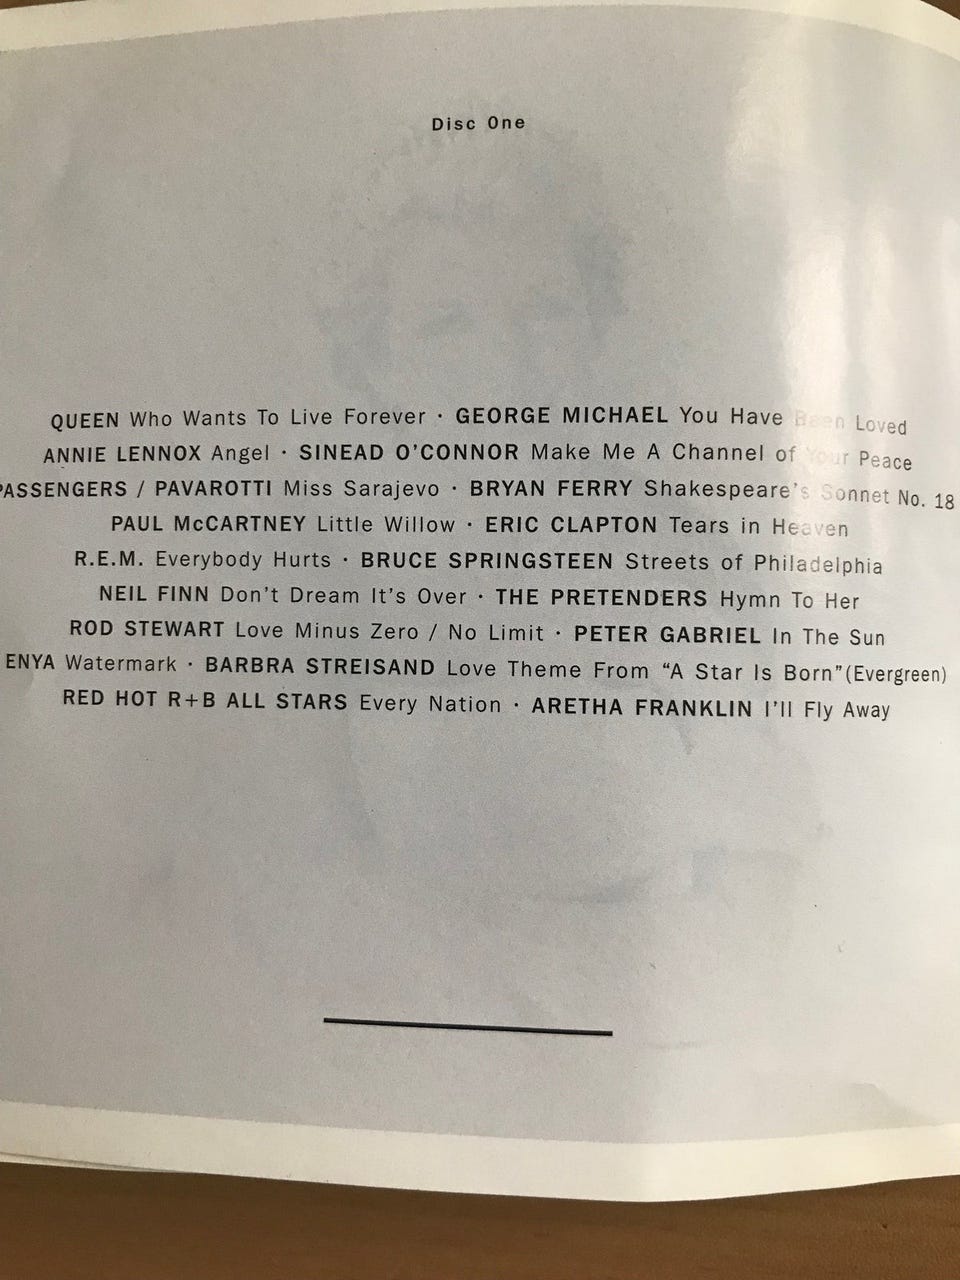 Disc One
QUEEN Who Wants To Live Forever · GEORGE MICHAEL You Have Been Loved
ANNIE LENNOX Angel · SINEAD O'CONNOR Make Me A Channel of Your Peace
PASSENGERS / PAVAROTTI Miss Sarajevo · BRYAN FERRY Shakespeare's Sonnet No. 18
PAUL McCARTNEY Little Willow · ERIC CLAPTON Tears in Heaven
R.E.M. Everybody Hurts · BRUCE SPRINGSTEEN Streets of Philadelphia
NEIL FINN Don't Dream It's Over · THE PRETENDERS Hymn To Her
ROD STEWART Love Minus Zero / No Limit · PETER GABRIEL In The Sun
ENYA Watermark · BARBRA STREISAND Love Theme From “A Star Is Born”(Evergreen)
RED HOT R+B ALL STARS Every Nation · ARETHA FRANKLIN I'll Fly Away